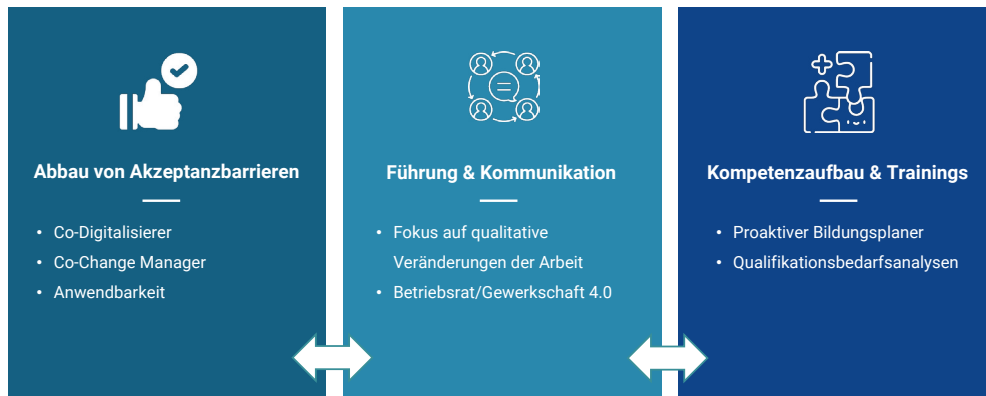 Abbau von Akzeptanzbarrieren
• Co-Digitalisierer
• Co-Change Manager
• Anwendbarkeit
Führung & Kommunikation
• Fokus auf qualitative
Veränderungen der Arbeit
• Betriebsrat/Gewerkschaft 4.0
Kompetenzaufbau & Trainings
• Proaktiver Bildungsplaner
• Qualifikationsbedarfsanalysen